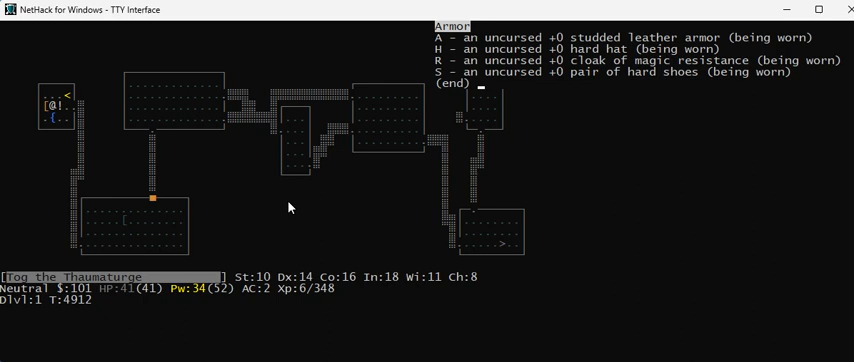 NetHack for Windows - TTY Interface
Armor
A - an uncursed +0 studded leather armor (being worn)
H - an uncursed +0 hard hat (being worn)
R - an uncursed +0 cloak of magic resistance (being worn)
S - an uncursed +0 pair of hard shoes (being worn)
(end)
[Tog the Thaumaturge ] St:10 Dx:14 Co:16 In:18 Wi:11 Ch:8
Neutral $:101 HP:41(41) Pw:34(52) AC:2 Xp:6/348
Dlvl:1 T:4912